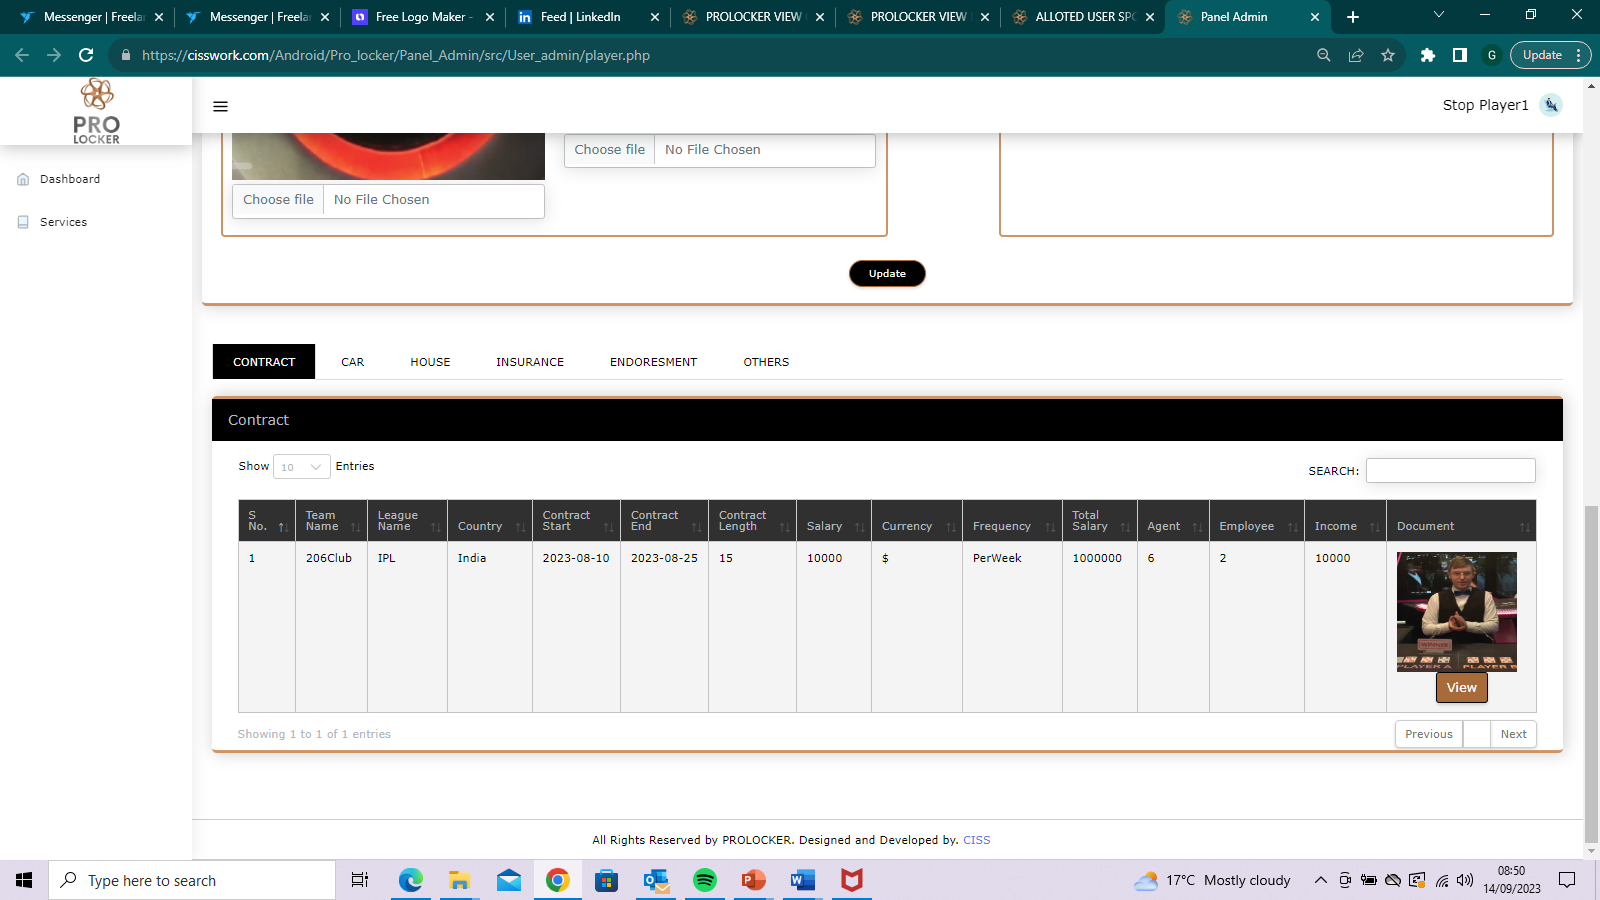 Messenger | Freelan
Messenger | Freelan
Free Logo Maker -
Feed | LinkedIn
PROLOCKER VIEW
PROLOCKER VIEW
ALLOTED USER SPO
Panel Admin
https://cisswork.com/Android/Pro_locker/Panel_Admin/src/User_admin/player.php
G
Update
PRO
LOCKER
Stop Player1
Dashboard
Services
Choose file No File Chosen
Choose file No File Chosen
Update
CONTRACT CAR HOUSE INSURANCE ENDORESMENT OTHERS
Contract
Show 10 Entries
SEARCH:
S No. Team Name League Name Country Contract Start Contract End Contract Length Salary Currency Frequency Total Salary Agent Employee Income Document
1 206Club IPL India 2023-08-10 2023-08-25 15 10000 $ PerWeek 1000000 6 2 10000
WINNER
PLAYER A PLAYER
View
Showing 1 to 1 of 1 entries
Previous Next
All Rights Reserved by PROLOCKER. Designed and Developed by. CISS
Type here to search
17°C Mostly cloudy
08:50
14/09/2023